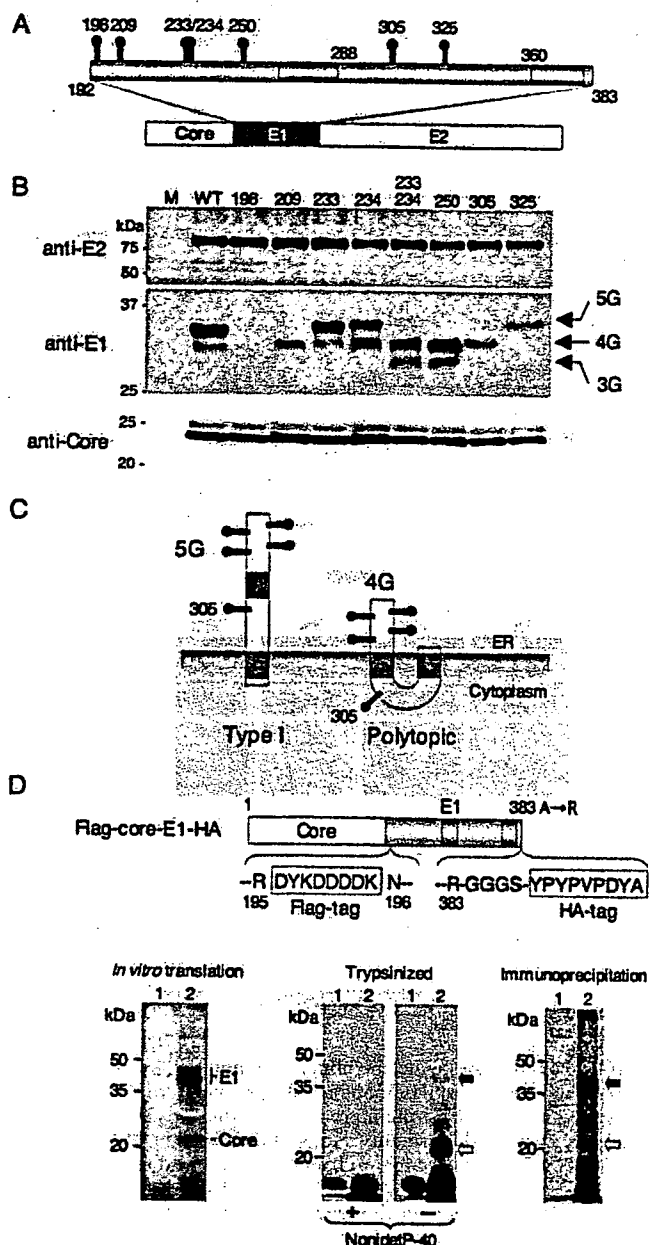 A
196 209 233/234 250 305 325
288 360
192 383
Core E1 E2
B
233
M WT 196 209 233 234 234 250 305 325
kDa
anti-E2
75 -
50 -
37
5G
anti-E1
4G
3G
25 -
25 -
anti-Core
20 -
C
5G
4G
305
ER
Cytoplasm
305
Type I Polytopic
D
1 E1 383 A→R
Flag-core-E1-HA Core
--R DYKDDDDK N-- --R-GGGS-YPYPVPDYA
195 196 383
Flag-tag HA-tag
In vitro translation Trypsinized Immunoprecipitation
1 2 1 2 1 2 1 2
kDa kDa kDa
50 50 50
35 E1 35 35
20 Core 20 20
+ −
NonidetP-40